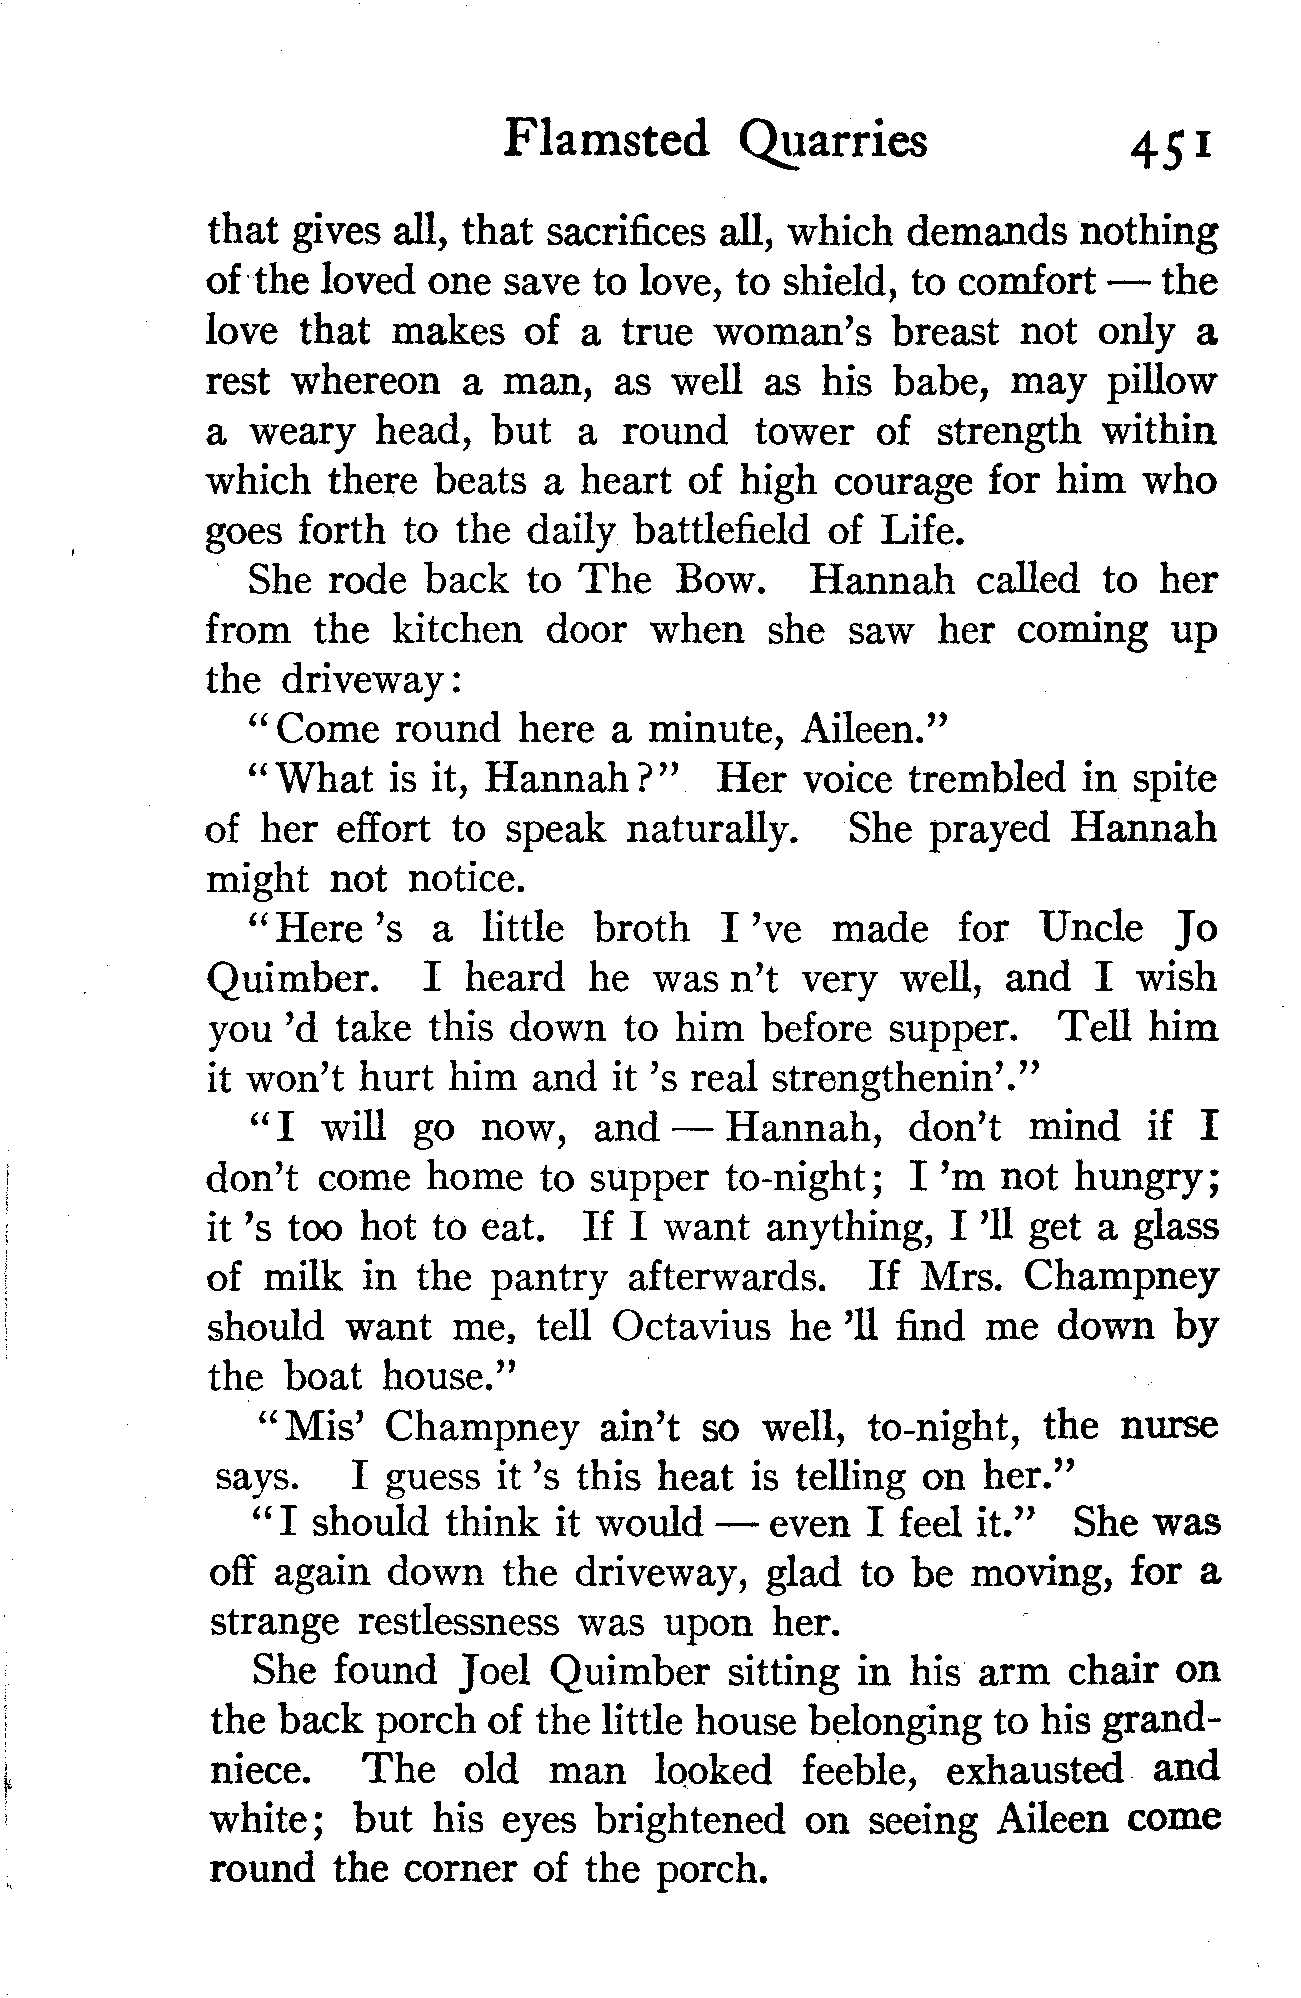 Flamsted Quarries 451
that gives all, that sacrifices all, which demands nothing
of the loved one save to love, to shield, to comfort — the
love that makes of a true woman's breast not only a
rest whereon a man, as well as his babe, may pillow
a weary head, but a round tower of strength within
which there beats a heart of high courage for him who
goes forth to the daily battlefield of Life.
She rode back to The Bow. Hannah called to her
from the kitchen door when she saw her coming up
the driveway:
"Come round here a minute, Aileen."
"What is it, Hannah?" Her voice trembled in spite
of her effort to speak naturally. She prayed Hannah
might not notice.
"Here 's a little broth I 've made for Uncle Jo
Quimber. I heard he was n't very well, and I wish
you 'd take this down to him before supper. Tell him
it won't hurt him and it 's real strengthenin'."
"I will go now, and — Hannah, don't mind if I
don't come home to supper to-night; I 'm not hungry;
it 's too hot to eat. If I want anything, I 'll get a glass
of milk in the pantry afterwards. If Mrs. Champney
should want me, tell Octavius he 'll find me down by
the boat house."
"Mis' Champney ain't so well, to-night, the nurse
says. I guess it 's this heat is telling on her."
"I should think it would — even I feel it." She was
off again down the driveway, glad to be moving, for a
strange restlessness was upon her.
She found Joel Quimber sitting in his arm chair on
the back porch of the little house belonging to his grand-
niece. The old man looked feeble, exhausted and
white; but his eyes brightened on seeing Aileen come
round the corner of the porch.